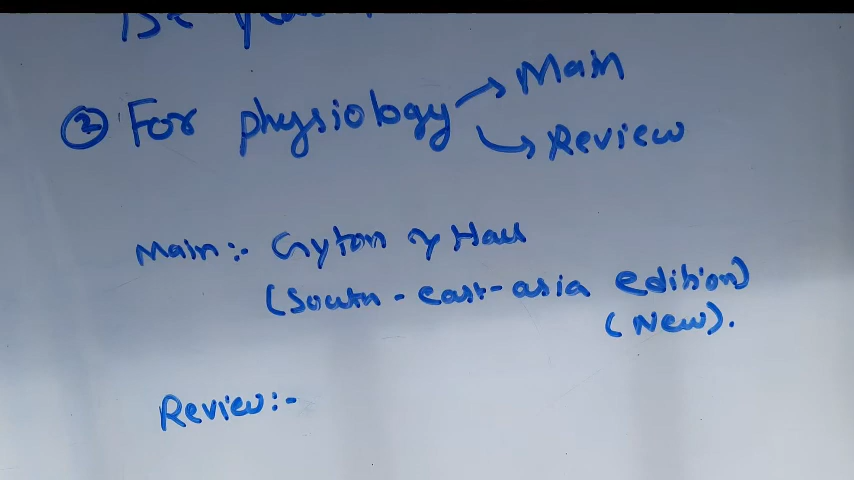 ② For physiology → Main
→ Review
Main:- Gyton & Hall
(South-east-asia edition)
(New).
Review:-